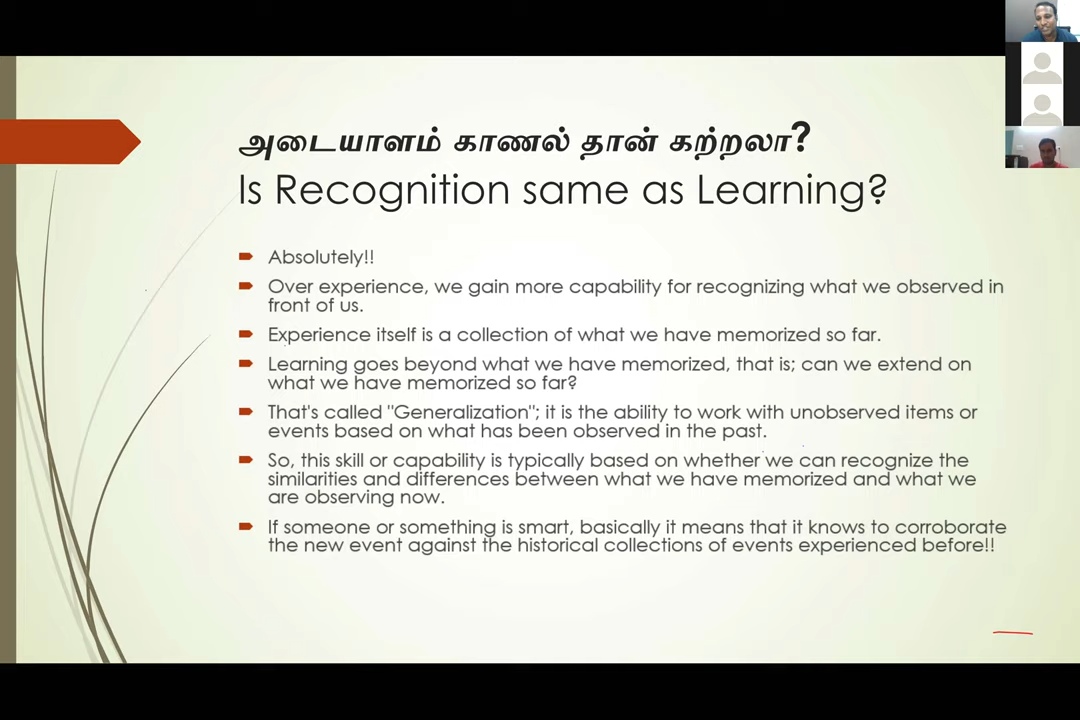 அடையாளம் காணல் தான் கற்றலா?
Is Recognition same as Learning?
Absolutely!!
Over experience, we gain more capability for recognizing what we observed in
front of us.
Experience itself is a collection of what we have memorized so far.
Learning goes beyond what we have memorized, that is; can we extend on
what we have memorized so far?
That's called "Generalization"; it is the ability to work with unobserved items or
events based on what has been observed in the past.
So, this skill or capability is typically based on whether we can recognize the
similarities and differences between what we have memorized and what we
are observing now.
If someone or something is smart, basically it means that it knows to corroborate
the new event against the historical collections of events experienced before!!